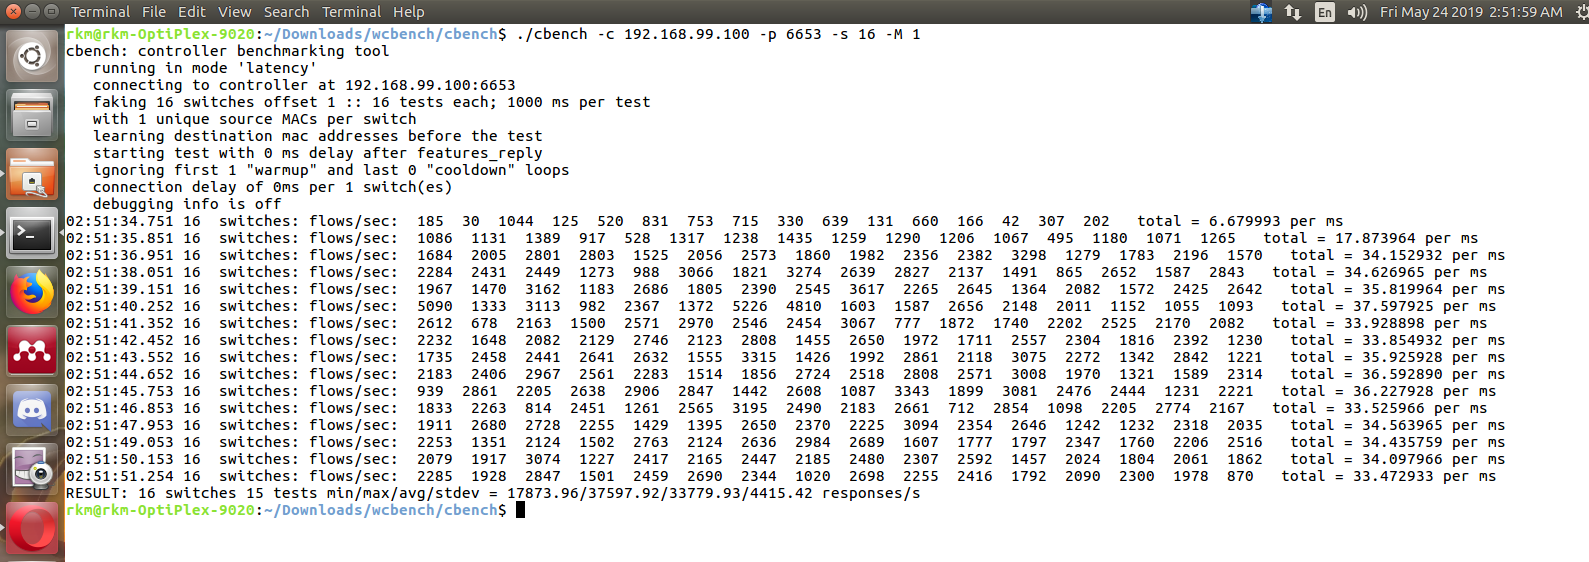 Terminal File Edit View Search Terminal Help En Fri May 24 2019 2:51:59 AM
rkm@rkm-OptiPlex-9020:~/Downloads/wcbench/cbench$ ./cbench -c 192.168.99.100 -p 6653 -s 16 -M 1
cbench: controller benchmarking tool
   running in mode 'latency'
   connecting to controller at 192.168.99.100:6653
   faking 16 switches offset 1 :: 16 tests each; 1000 ms per test
   with 1 unique source MACs per switch
   learning destination mac addresses before the test
   starting test with 0 ms delay after features_reply
   ignoring first 1 "warmup" and last 0 "cooldown" loops
   connection delay of 0ms per 1 switch(es)
   debugging info is off
02:51:34.751 16  switches: flows/sec:  185  30  1044  125  520  831  753  715  330  639  131  660  166  42  307  202   total = 6.679993 per ms
02:51:35.851 16  switches: flows/sec:  1086  1131  1389  917  528  1317  1238  1435  1259  1290  1206  1067  495  1180  1071  1265   total = 17.873964 per ms
02:51:36.951 16  switches: flows/sec:  1684  2005  2801  2803  1525  2056  2573  1860  1982  2356  2382  3298  1279  1783  2196  1570   total = 34.152932 per ms
02:51:38.051 16  switches: flows/sec:  2284  2431  2449  1273  988  3066  1821  3274  2639  2827  2137  1491  865  2652  1587  2843   total = 34.626965 per ms
02:51:39.151 16  switches: flows/sec:  1967  1470  3162  1183  2686  1805  2390  2545  3617  2265  2645  1364  2082  1572  2425  2642   total = 35.819964 per ms
02:51:40.252 16  switches: flows/sec:  5090  1333  3113  982  2367  1372  5226  4810  1603  1587  2656  2148  2011  1152  1055  1093   total = 37.597925 per ms
02:51:41.352 16  switches: flows/sec:  2612  678  2163  1500  2571  2970  2546  2454  3067  777  1872  1740  2202  2525  2170  2082   total = 33.928898 per ms
02:51:42.452 16  switches: flows/sec:  2232  1648  2082  2129  2746  2123  2808  1455  2650  1972  1711  2557  2304  1816  2392  1230   total = 33.854932 per ms
02:51:43.552 16  switches: flows/sec:  1735  2458  2441  2641  2632  1555  3315  1426  1992  2861  2118  3075  2272  1342  2842  1221   total = 35.925928 per ms
02:51:44.652 16  switches: flows/sec:  2183  2406  2967  2561  2283  1514  1856  2724  2518  2808  2571  3008  1970  1321  1589  2314   total = 36.592890 per ms
02:51:45.753 16  switches: flows/sec:  939  2861  2205  2638  2906  2847  1442  2608  1087  3343  1899  3081  2476  2444  1231  2221   total = 36.227928 per ms
02:51:46.853 16  switches: flows/sec:  1833  2263  814  2451  1261  2565  3195  2490  2183  2661  712  2854  1098  2205  2774  2167   total = 33.525966 per ms
02:51:47.953 16  switches: flows/sec:  1911  2680  2728  2255  1429  1395  2650  2370  2225  3094  2354  2646  1242  1232  2318  2035   total = 34.563965 per ms
02:51:49.053 16  switches: flows/sec:  2253  1351  2124  1502  2763  2124  2636  2984  2689  1607  1777  1797  2347  1760  2206  2516   total = 34.435759 per ms
02:51:50.153 16  switches: flows/sec:  2079  1917  3074  1227  2417  2165  2447  2185  2480  2307  2592  1457  2024  1804  2061  1862   total = 34.097966 per ms
02:51:51.254 16  switches: flows/sec:  2285  1928  2847  1501  2459  2690  2344  1020  2698  2255  2416  1792  2090  2300  1978  870   total = 33.472933 per ms
RESULT: 16 switches 15 tests min/max/avg/stdev = 17873.96/37597.92/33779.93/4415.42 responses/s
rkm@rkm-OptiPlex-9020:~/Downloads/wcbench/cbench$